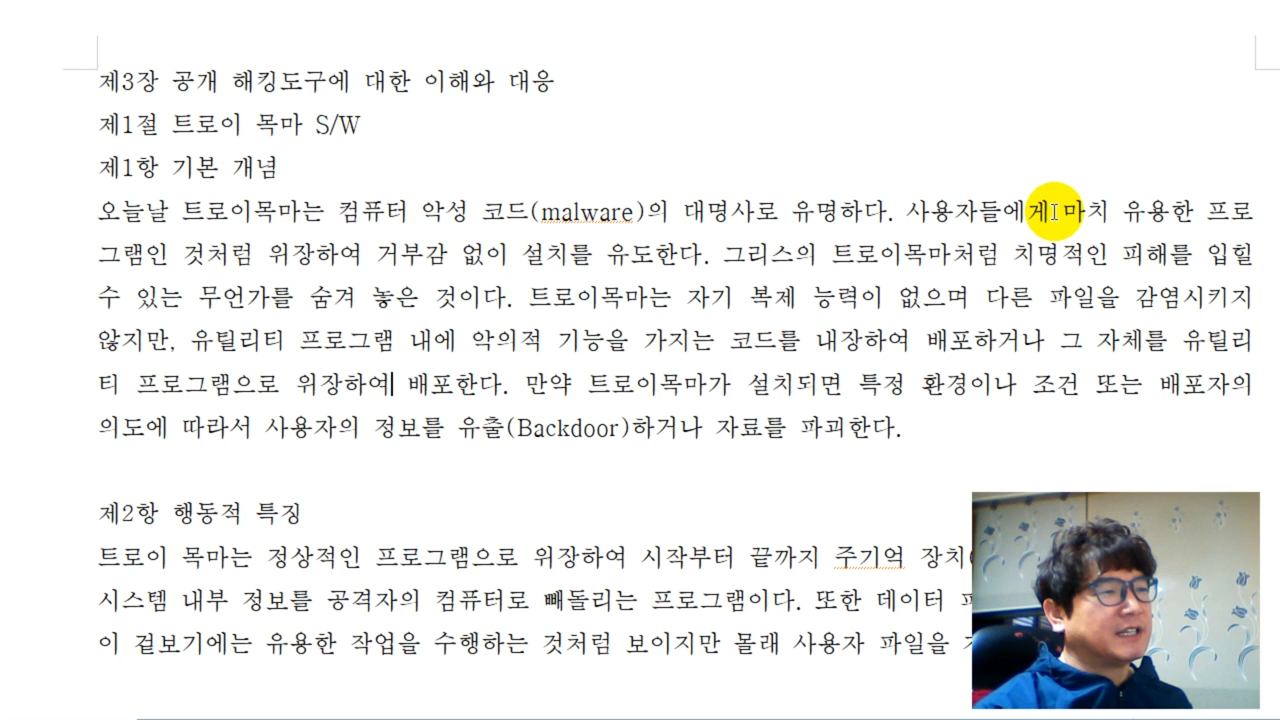 제3장 공개 해킹도구에 대한 이해와 대응
제1절 트로이 목마 S/W
제1항 기본 개념
오늘날 트로이목마는 컴퓨터 악성 코드(malware)의 대명사로 유명하다. 사용자들에게 마치 유용한 프로
그램인 것처럼 위장하여 거부감 없이 설치를 유도한다. 그리스의 트로이목마처럼 치명적인 피해를 입힐
수 있는 무언가를 숨겨 놓은 것이다. 트로이목마는 자기 복제 능력이 없으며 다른 파일을 감염시키지
않지만, 유틸리티 프로그램 내에 악의적 기능을 가지는 코드를 내장하여 배포하거나 그 자체를 유틸리
티 프로그램으로 위장하여 배포한다. 만약 트로이목마가 설치되면 특정 환경이나 조건 또는 배포자의
의도에 따라서 사용자의 정보를 유출(Backdoor)하거나 자료를 파괴한다.
제2항 행동적 특징
트로이 목마는 정상적인 프로그램으로 위장하여 시작부터 끝까지 주기억 장치
시스템 내부 정보를 공격자의 컴퓨터로 빼돌리는 프로그램이다. 또한 데이터
이 겉보기에는 유용한 작업을 수행하는 것처럼 보이지만 몰래 사용자 파일을